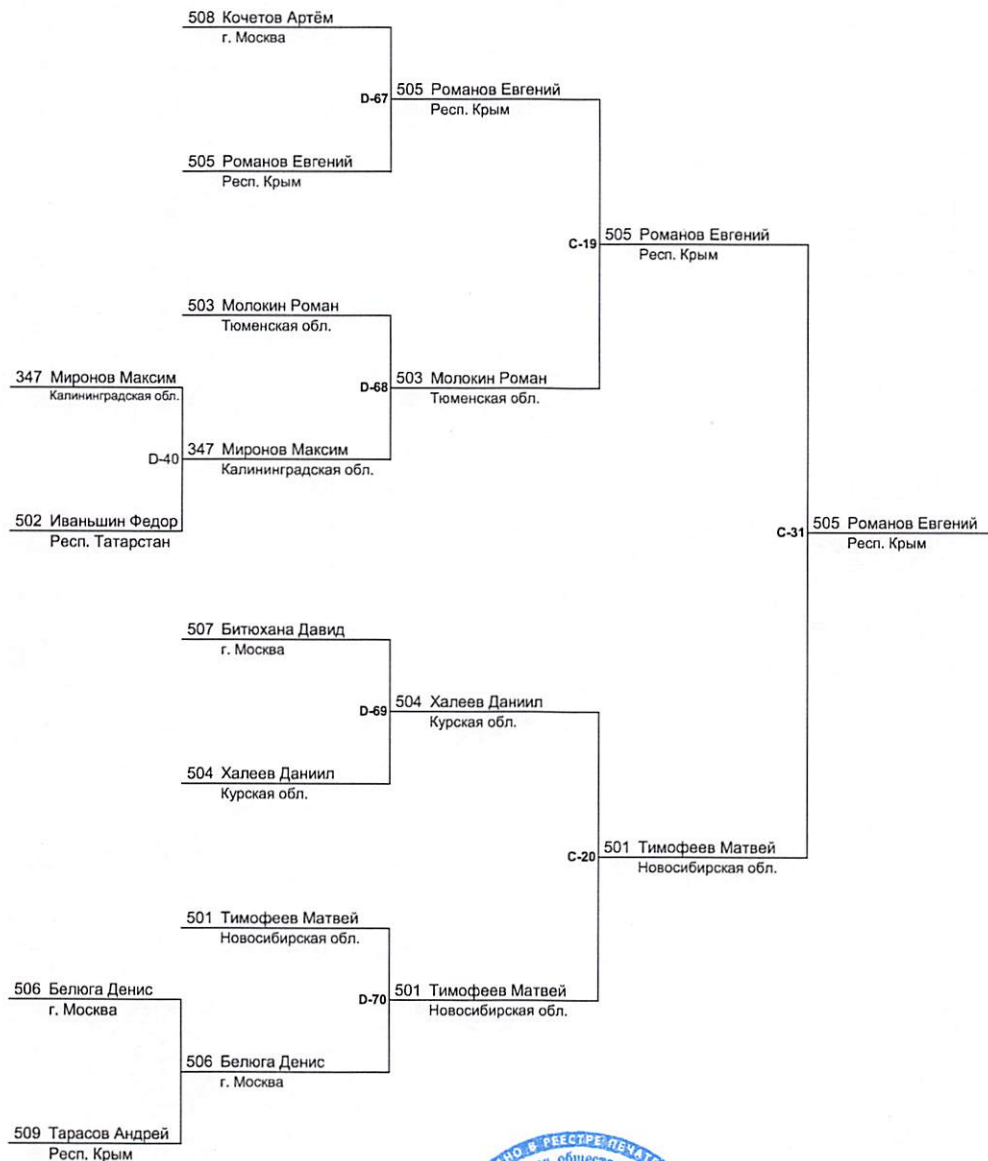 508 Кочетов Артём
г. Москва
D-67
505 Романов Евгений
Респ. Крым
505 Романов Евгений
Респ. Крым
C-19
505 Романов Евгений
Респ. Крым
503 Молокин Роман
Тюменская обл.
347 Миронов Максим
Калининградская обл.
D-68
503 Молокин Роман
Тюменская обл.
D-40
347 Миронов Максим
Калининградская обл.
502 Иваньшин Федор
Респ. Татарстан
C-31
505 Романов Евгений
Респ. Крым
507 Битюхана Давид
г. Москва
D-69
504 Халеев Даниил
Курская обл.
504 Халеев Даниил
Курская обл.
C-20
501 Тимофеев Матвей
Новосибирская обл.
501 Тимофеев Матвей
Новосибирская обл.
506 Белюга Денис
г. Москва
D-70
501 Тимофеев Матвей
Новосибирская обл.
506 Белюга Денис
г. Москва
509 Тарасов Андрей
Респ. Крым
В РЕЕСТРЕ